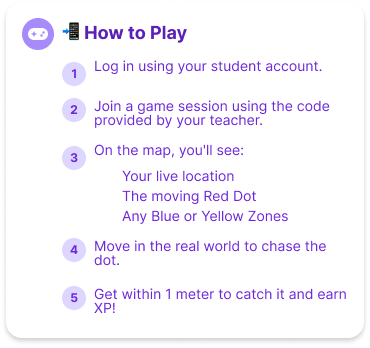 📲 How to Play
1 Log in using your student account.
2 Join a game session using the code
provided by your teacher.
3 On the map, you'll see:
Your live location
The moving Red Dot
Any Blue or Yellow Zones
4 Move in the real world to chase the
dot.
5 Get within 1 meter to catch it and earn
XP!